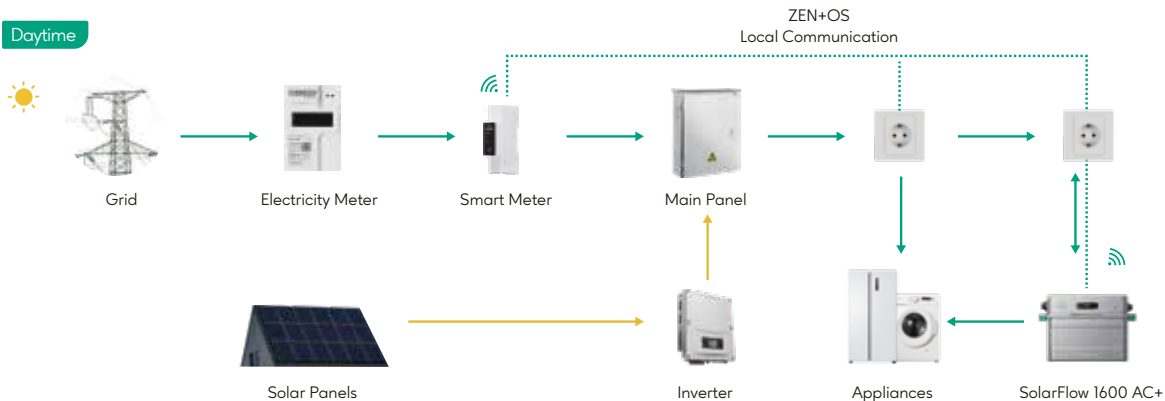 Daytime
ZEN+OS
Local Communication
Grid
Electricity Meter
Smart Meter
Main Panel
Solar Panels
Inverter
Appliances
SolarFlow 1600 AC+